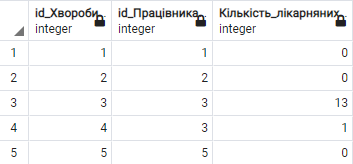 id_Хвороби id_Працівника Кількість_лікарняних
integer integer integer
1 1 1 0
2 2 2 0
3 3 3 13
4 4 3 1
5 5 5 0